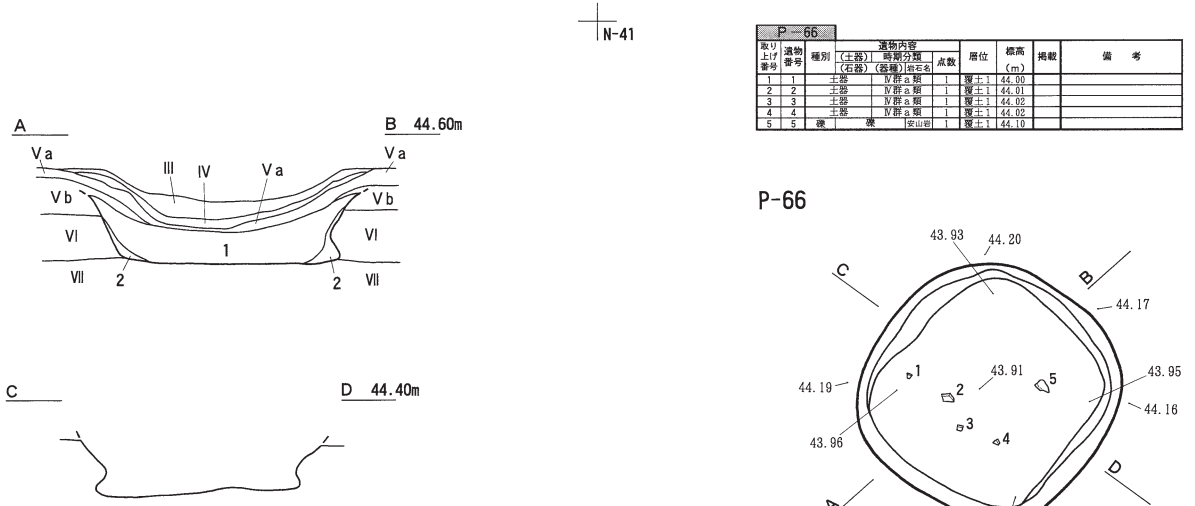 N-41
P-66
取り上げ番号 遺物番号 種別 遺物内容 層位 標高(m) 掲載 備考
(土器) 時期分類 点数
(石器) (器種) 岩石名
1 1 土器 Ⅳ群a類 1 覆土1 44.00
2 2 土器 Ⅳ群a類 1 覆土1 44.01
3 3 土器 Ⅳ群a類 1 覆土1 44.02
4 4 土器 Ⅳ群a類 1 覆土1 44.02
5 5 礫 礫 安山岩 1 覆土1 44.10
A B 44.60m
Ⅴa Ⅲ Ⅳ Ⅴa Ⅴa
Ⅴb Ⅴb
Ⅵ 1 Ⅵ
Ⅶ 2 2 Ⅶ
C D 44.40m
P-66
43.93 44.20
C B
44.17
1 43.91 5 43.95
44.19 2 44.16
3
43.96 4
D
A